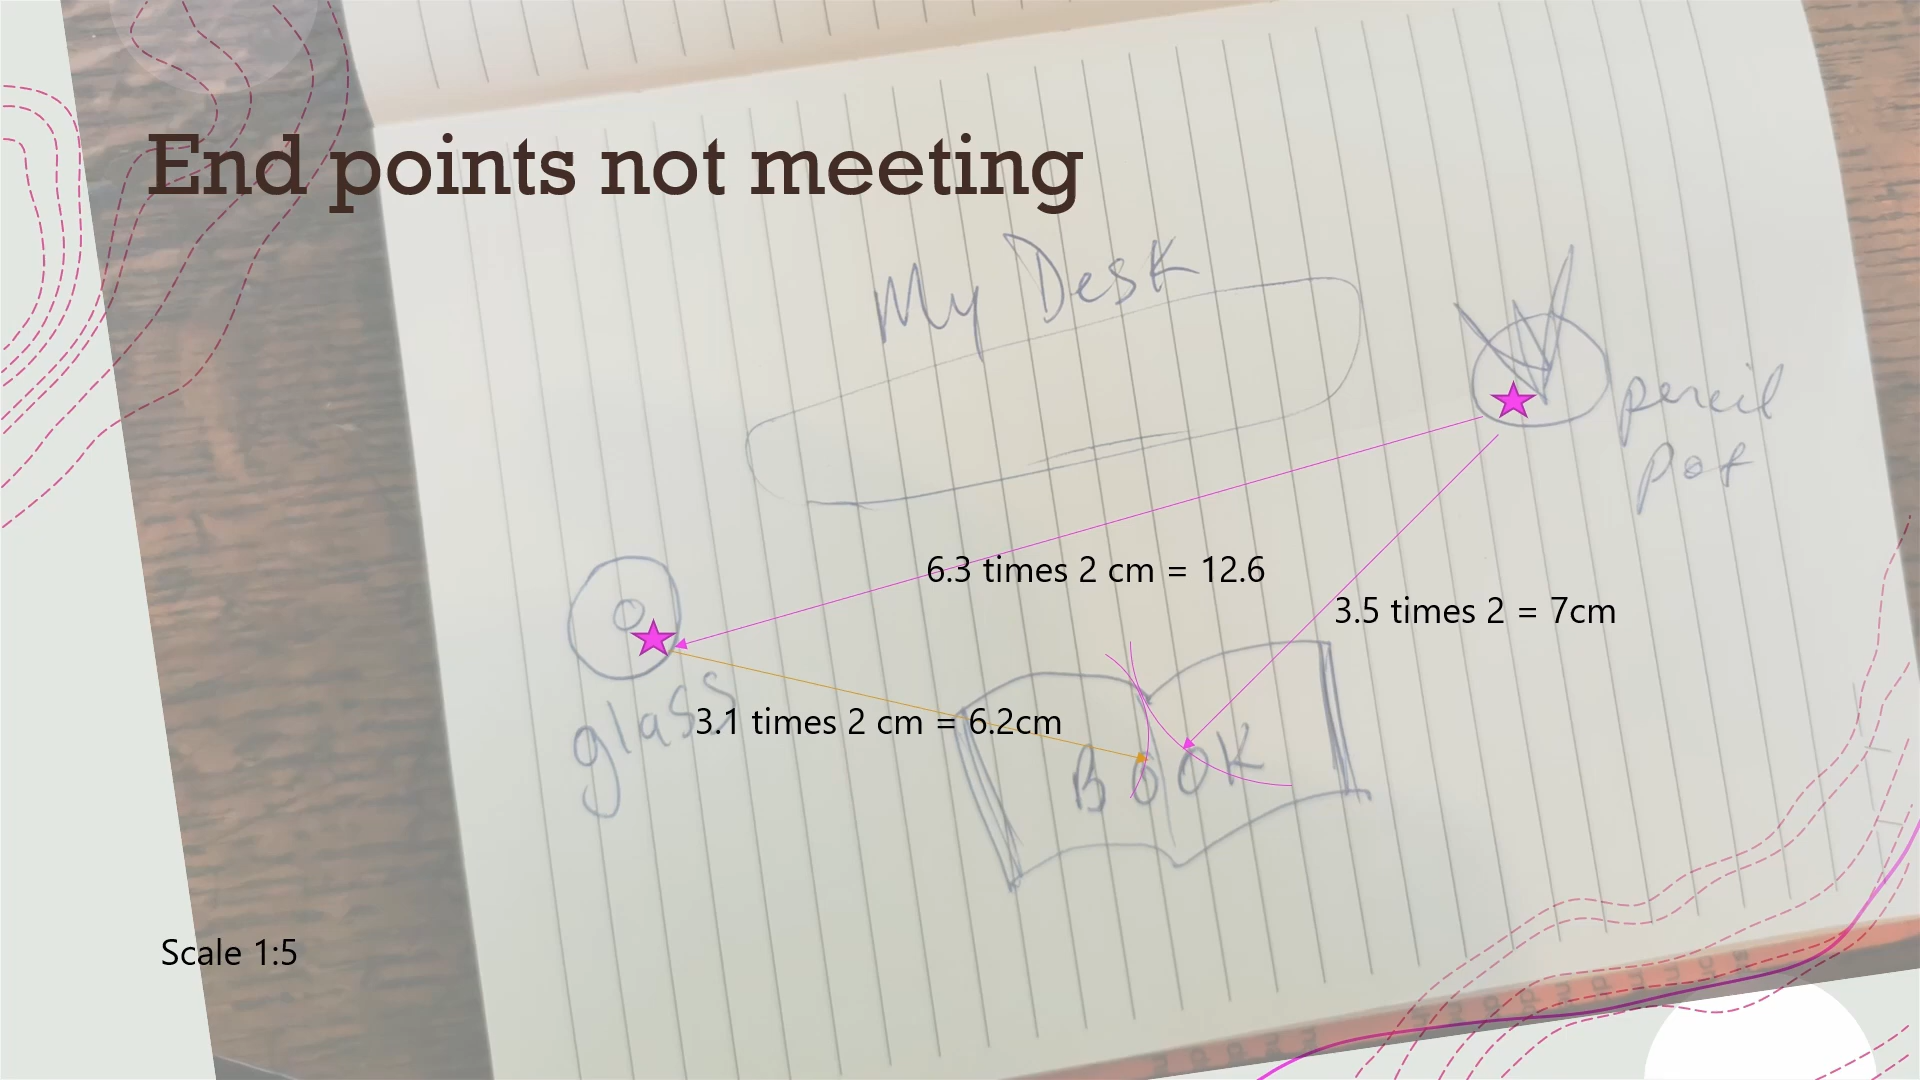 End points not meeting
My Desk
pencil
pot
6.3 times 2 cm = 12.6
3.5 times 2 = 7cm
glass
3.1 times 2 cm = 6.2cm
BOOK
Scale 1:5